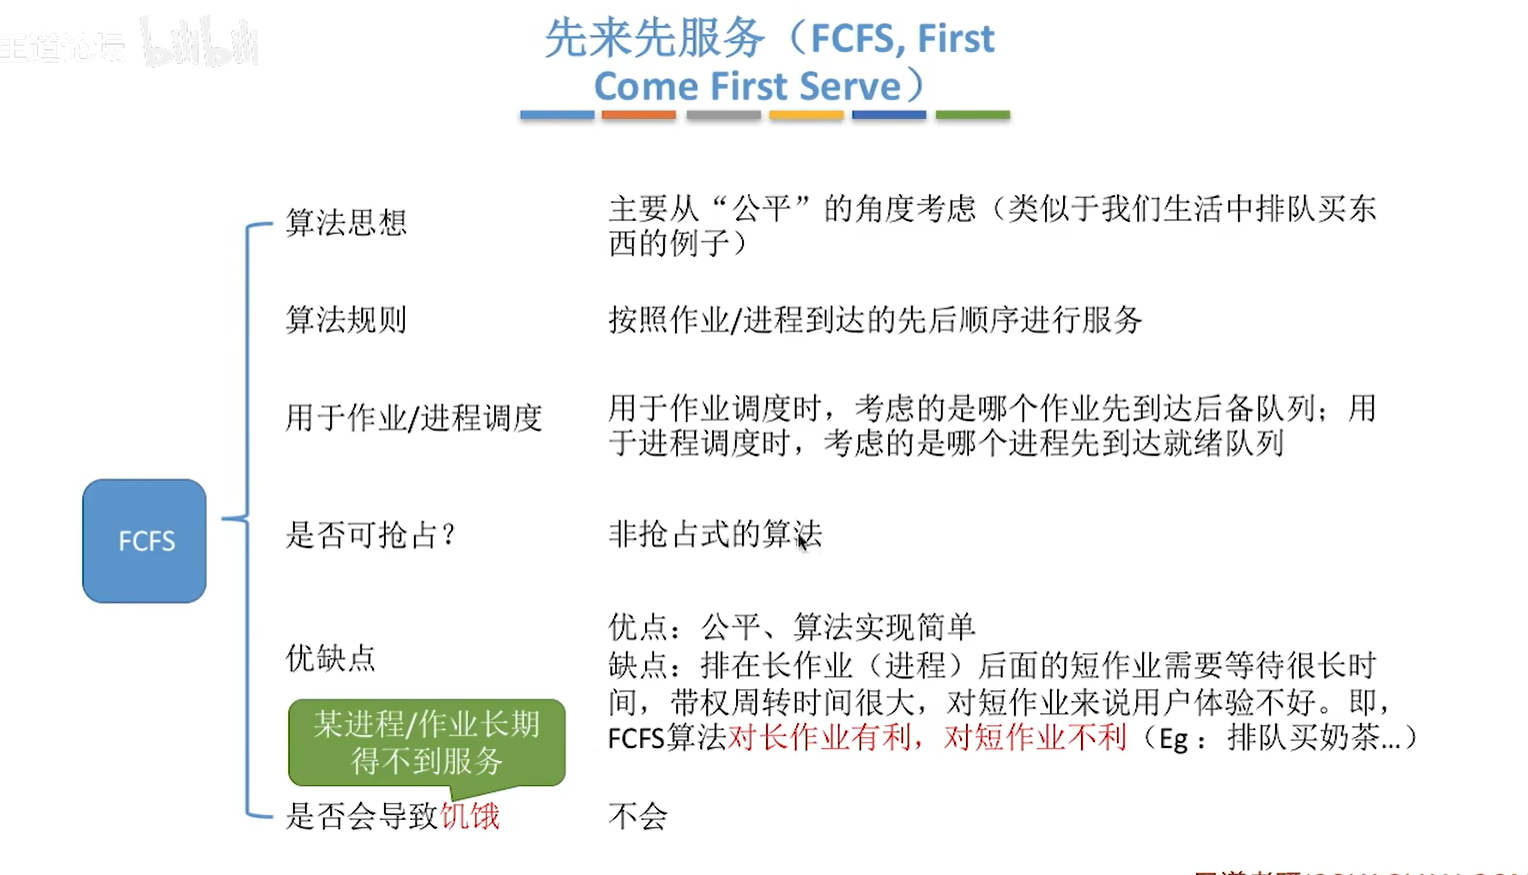 王道论坛 bilibili
先来先服务（FCFS, First
Come First Serve）
算法思想
主要从“公平”的角度考虑（类似于我们生活中排队买东
西的例子）
算法规则
按照作业/进程到达的先后顺序进行服务
用于作业/进程调度
用于作业调度时，考虑的是哪个作业先到达后备队列；用
于进程调度时，考虑的是哪个进程先到达就绪队列
FCFS
是否可抢占？
非抢占式的算法
优缺点
优点：公平、算法实现简单
缺点：排在长作业（进程）后面的短作业需要等待很长时
间，带权周转时间很大，对短作业来说用户体验不好。即，
FCFS算法对长作业有利，对短作业不利（Eg：排队买奶茶…）
某进程/作业长期
得不到服务
是否会导致饥饿
不会